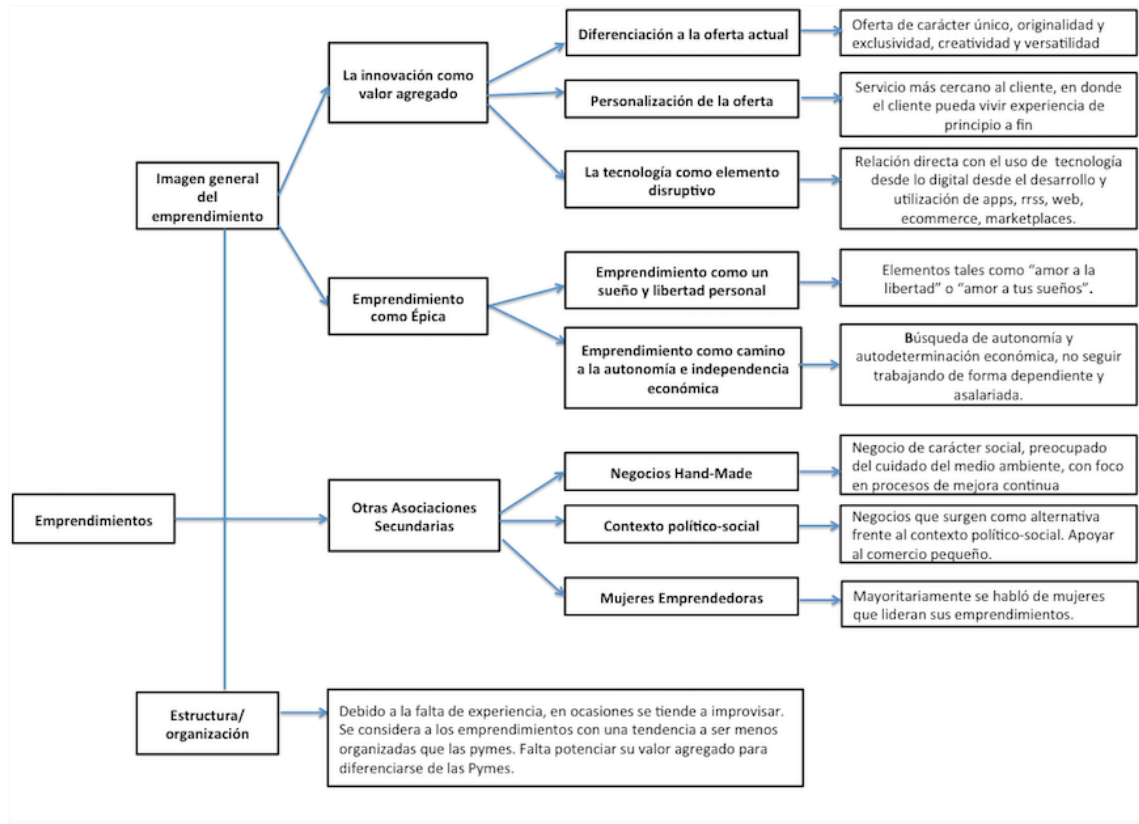 Diferenciación a la oferta actual
Oferta de carácter único, originalidad y
exclusividad, creatividad y versatilidad
La innovación como
valor agregado
Personalización de la oferta
Servicio más cercano al cliente, en donde
el cliente pueda vivir experiencia de
principio a fin
La tecnología como elemento
disruptivo
Relación directa con el uso de tecnología
desde lo digital desde el desarrollo y
utilización de apps, rrss, web,
ecommerce, marketplaces.
Imagen general
del
emprendimiento
Emprendimiento como un
sueño y libertad personal
Elementos tales como “amor a la
libertad” o “amor a tus sueños”.
Emprendimiento
como Épica
Emprendimiento como camino
a la autonomía e independencia
económica
Búsqueda de autonomía y
autodeterminación económica, no seguir
trabajando de forma dependiente y
asalariada.
Negocios Hand-Made
Negocio de carácter social, preocupado
del cuidado del medio ambiente, con foco
en procesos de mejora continua
Emprendimientos
Otras Asociaciones
Secundarias
Contexto político-social
Negocios que surgen como alternativa
frente al contexto político-social. Apoyar
al comercio pequeño.
Mujeres Emprendedoras
Mayoritariamente se habló de mujeres
que lideran sus emprendimientos.
Estructura/
organización
Debido a la falta de experiencia, en ocasiones se tiende a improvisar.
Se considera a los emprendimientos con una tendencia a ser menos
organizadas que las pymes. Falta potenciar su valor agregado para
diferenciarse de las Pymes.